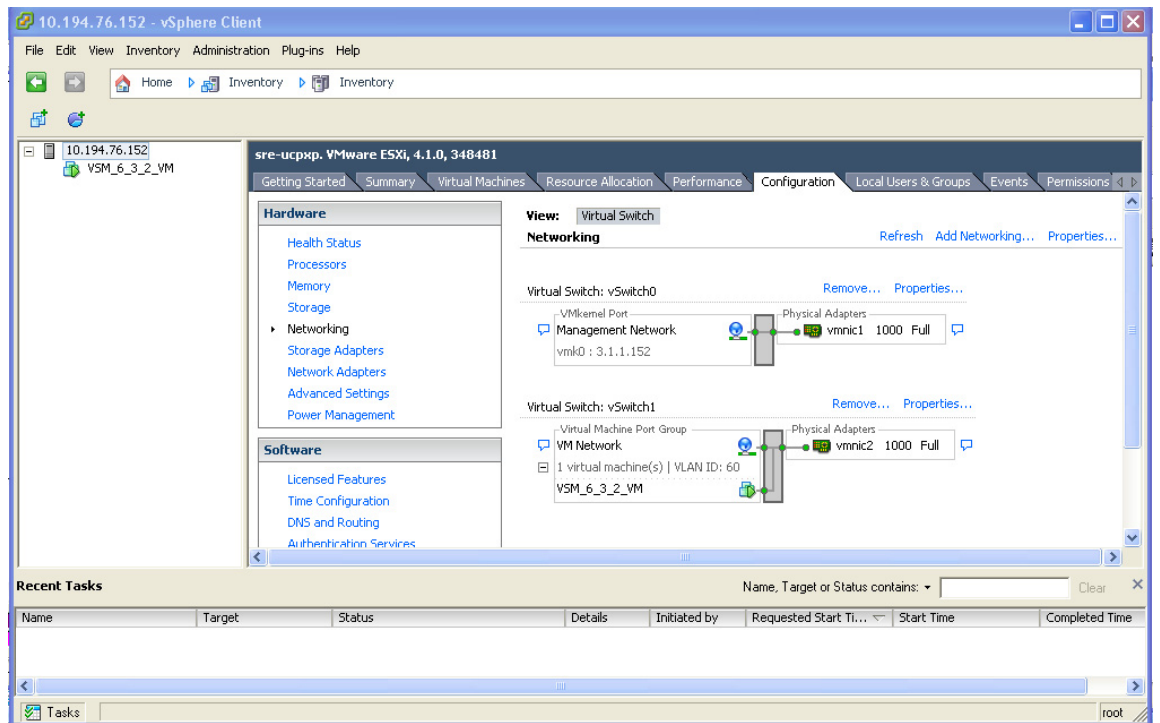 10.194.76.152 - vSphere Client
File Edit View Inventory Administration Plug-ins Help
Home Inventory Inventory
10.194.76.152
VSM_6_3_2_VM
sre-ucpxp. VMware ESXi, 4.1.0, 348481
Getting Started Summary Virtual Machines Resource Allocation Performance Configuration Local Users & Groups Events Permissions
Hardware
Health Status
Processors
Memory
Storage
Networking
Storage Adapters
Network Adapters
Advanced Settings
Power Management
Software
Licensed Features
Time Configuration
DNS and Routing
Authentication Services
View: Virtual Switch
Networking
Refresh Add Networking... Properties...
Virtual Switch: vSwitch0
Remove... Properties...
VMkernel Port
Management Network
vmk0 : 3.1.1.152
Physical Adapters
vmnic1 1000 Full
Virtual Switch: vSwitch1
Remove... Properties...
Virtual Machine Port Group
VM Network
1 virtual machine(s) | VLAN ID: 60
VSM_6_3_2_VM
Physical Adapters
vmnic2 1000 Full
Recent Tasks
Name, Target or Status contains:
Clear
Name Target Status Details Initiated by Requested Start Ti... Start Time Completed Time
Tasks
root